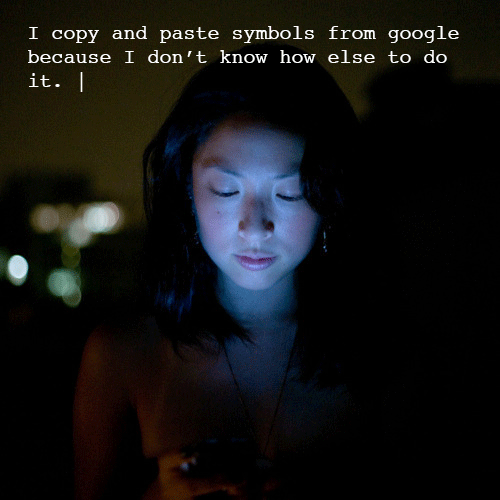 I copy and paste symbols from google
because I don’t know how else to do
it. |